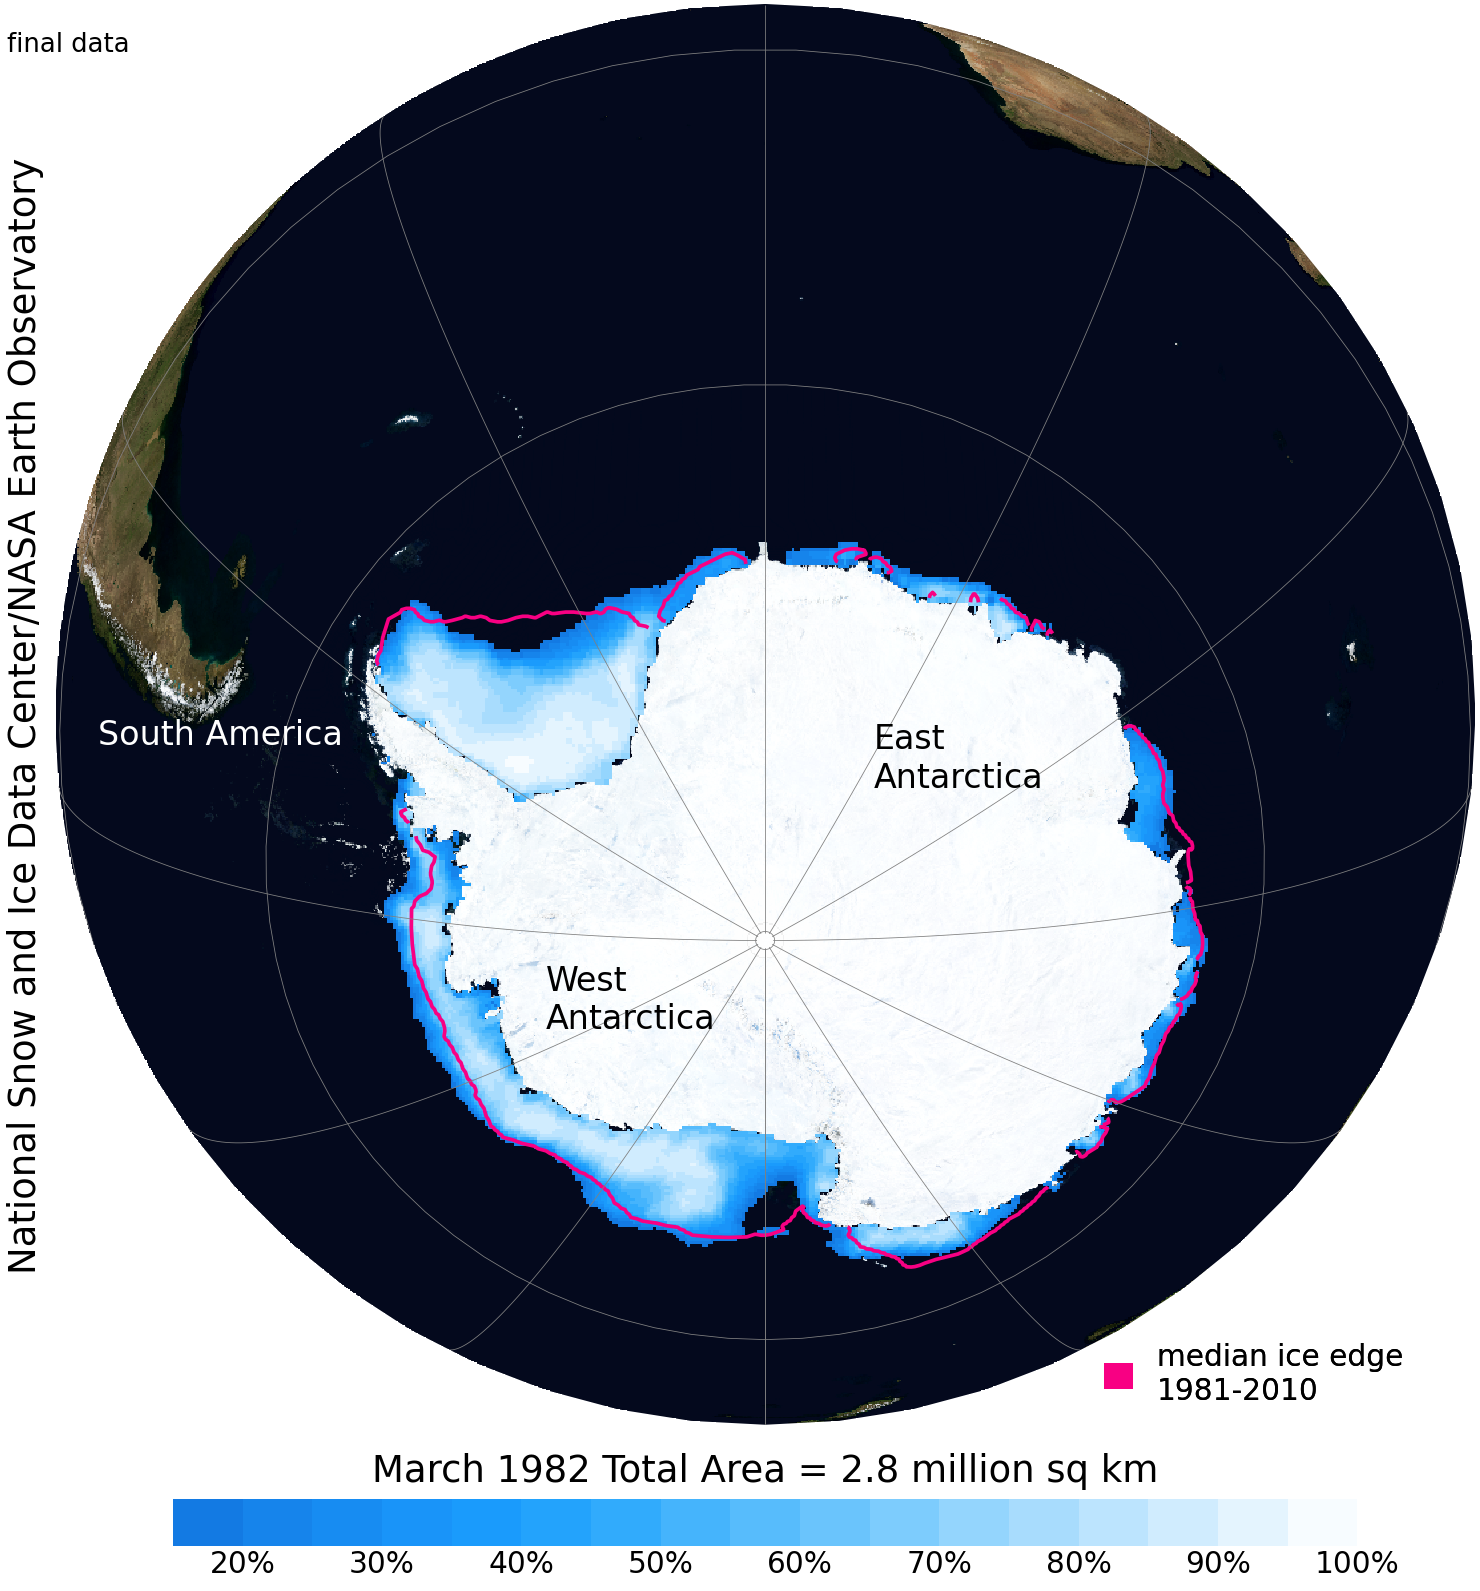 final data
National Snow and Ice Data Center/NASA Earth Observatory
South America
East
Antarctica
West
Antarctica
median ice edge
1981-2010
March 1982 Total Area = 2.8 million sq km
20% 30% 40% 50% 60% 70% 80% 90% 100%